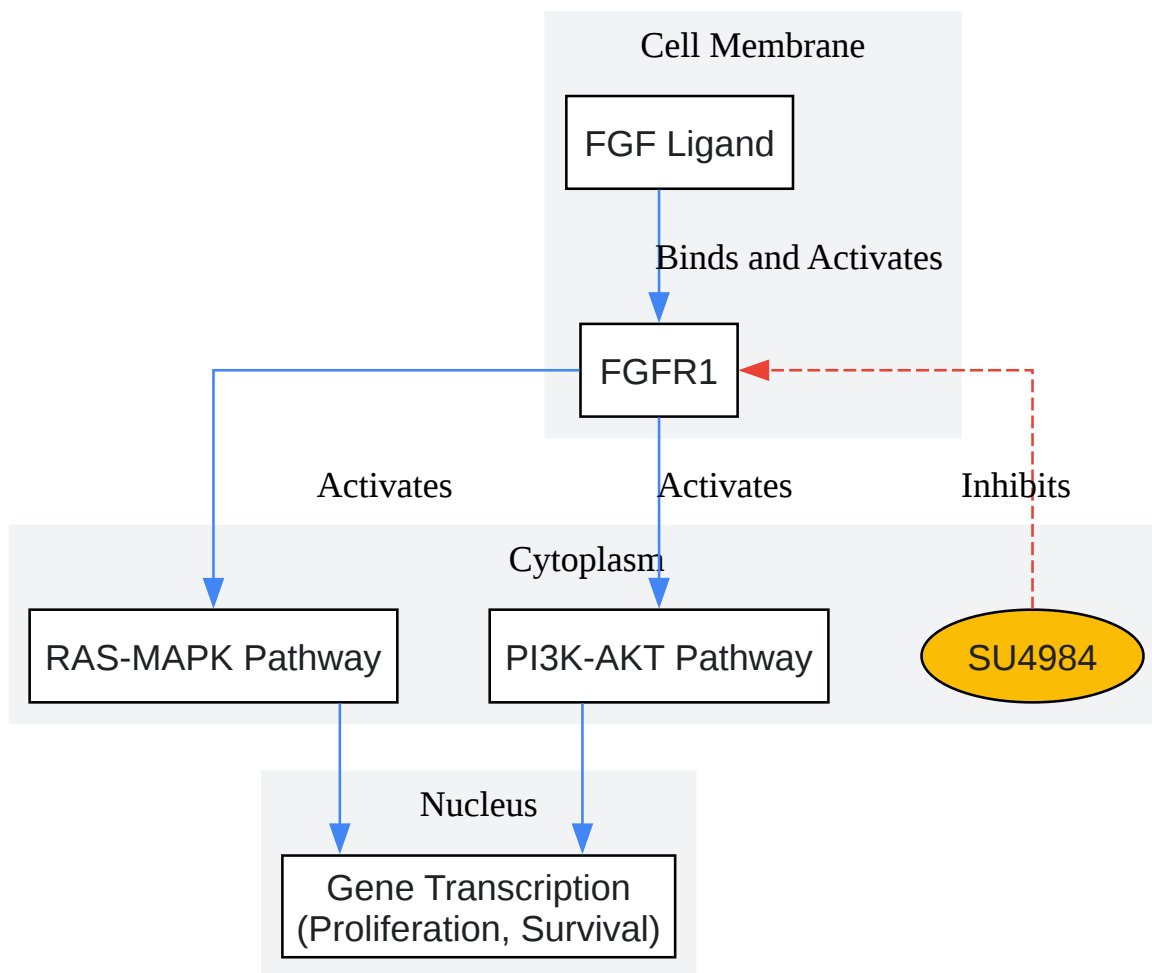 Cell Membrane
FGF Ligand
Binds and Activates
FGFR1
Activates
Activates
Inhibits
Cytoplasm
RAS-MAPK Pathway
PI3K-AKT Pathway
SU4984
Nucleus
Gene Transcription
(Proliferation, Survival)